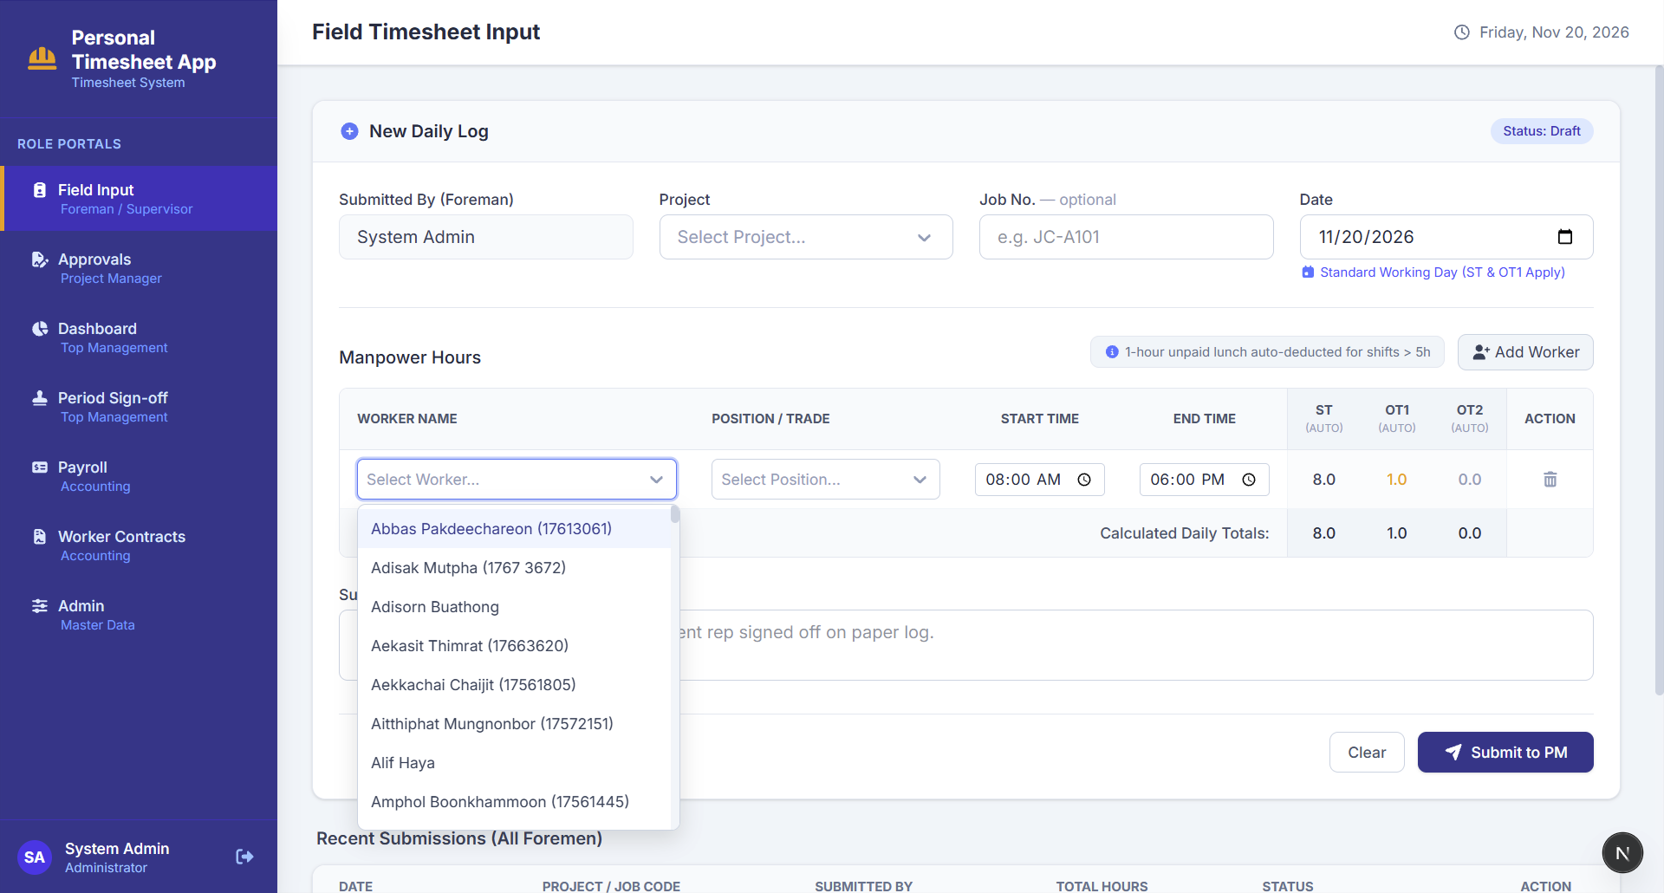 Personal
Timesheet App
Timesheet System
ROLE PORTALS
Field Input
Foreman / Supervisor
Approvals
Project Manager
Dashboard
Top Management
Period Sign-off
Top Management
Payroll
Accounting
Worker Contracts
Accounting
Admin
Master Data
SA
System Admin
Administrator
Field Timesheet Input
Friday, Nov 20, 2026
New Daily Log
Status: Draft
Submitted By (Foreman)
Project
Job No. — optional
Date
System Admin
Select Project...
e.g. JC-A101
11/20/2026
Standard Working Day (ST & OT1 Apply)
Manpower Hours
1-hour unpaid lunch auto-deducted for shifts > 5h
Add Worker
WORKER NAME
POSITION / TRADE
START TIME
END TIME
ST
(AUTO)
OT1
(AUTO)
OT2
(AUTO)
ACTION
Select Worker...
Select Position...
08:00 AM
06:00 PM
8.0
1.0
0.0
Calculated Daily Totals:
8.0
1.0
0.0
Abbas Pakdeechareon (17613061)
Adisak Mutpha (1767 3672)
Adisorn Buathong
Aekasit Thimrat (17663620)
Aekkachai Chaijit (17561805)
Aitthiphat Mungnonbor (17572151)
Alif Haya
Amphol Boonkhammoon (17561445)
Su
ent rep signed off on paper log.
Clear
Submit to PM
Recent Submissions (All Foremen)
DATE
PROJECT / JOB CODE
SUBMITTED BY
TOTAL HOURS
STATUS
ACTION
N